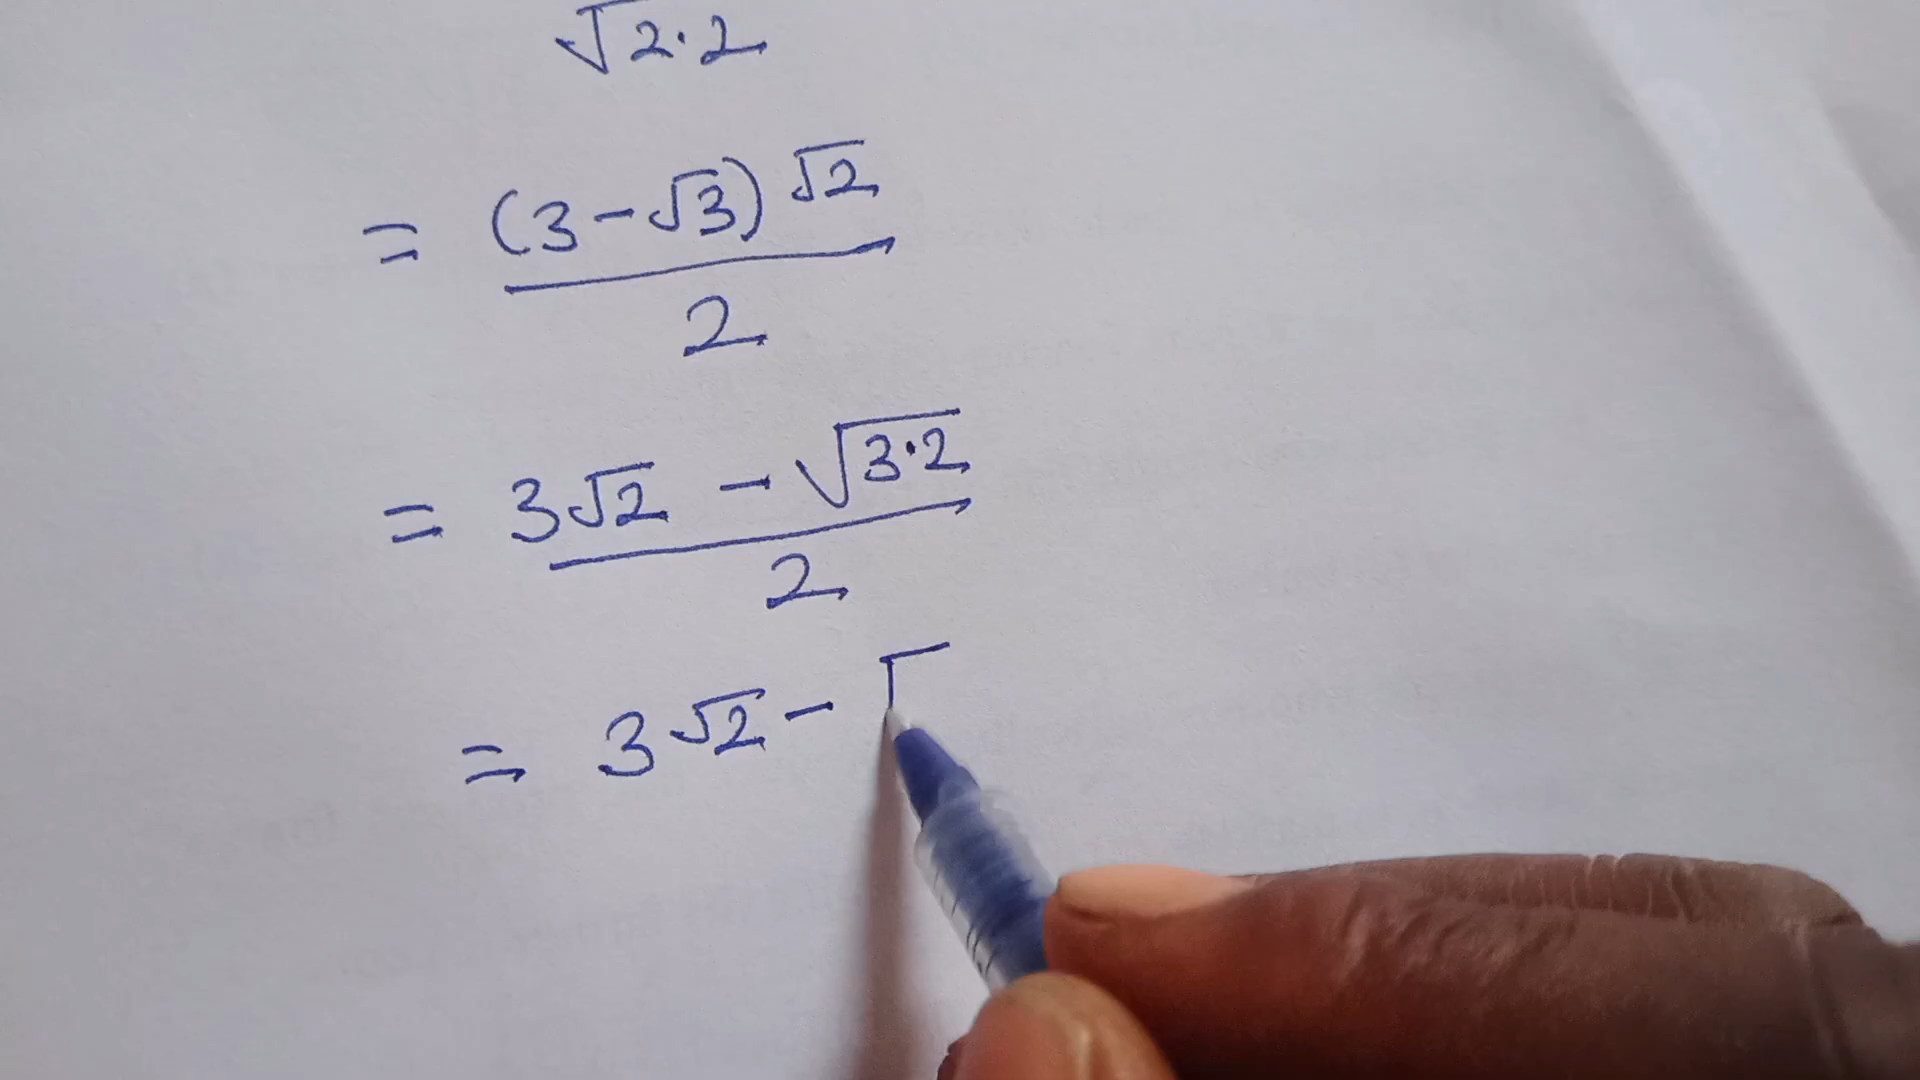 √2·2
= (3-√3)√2
2
= 3√2 - √3·2
2
= 3√2 - √